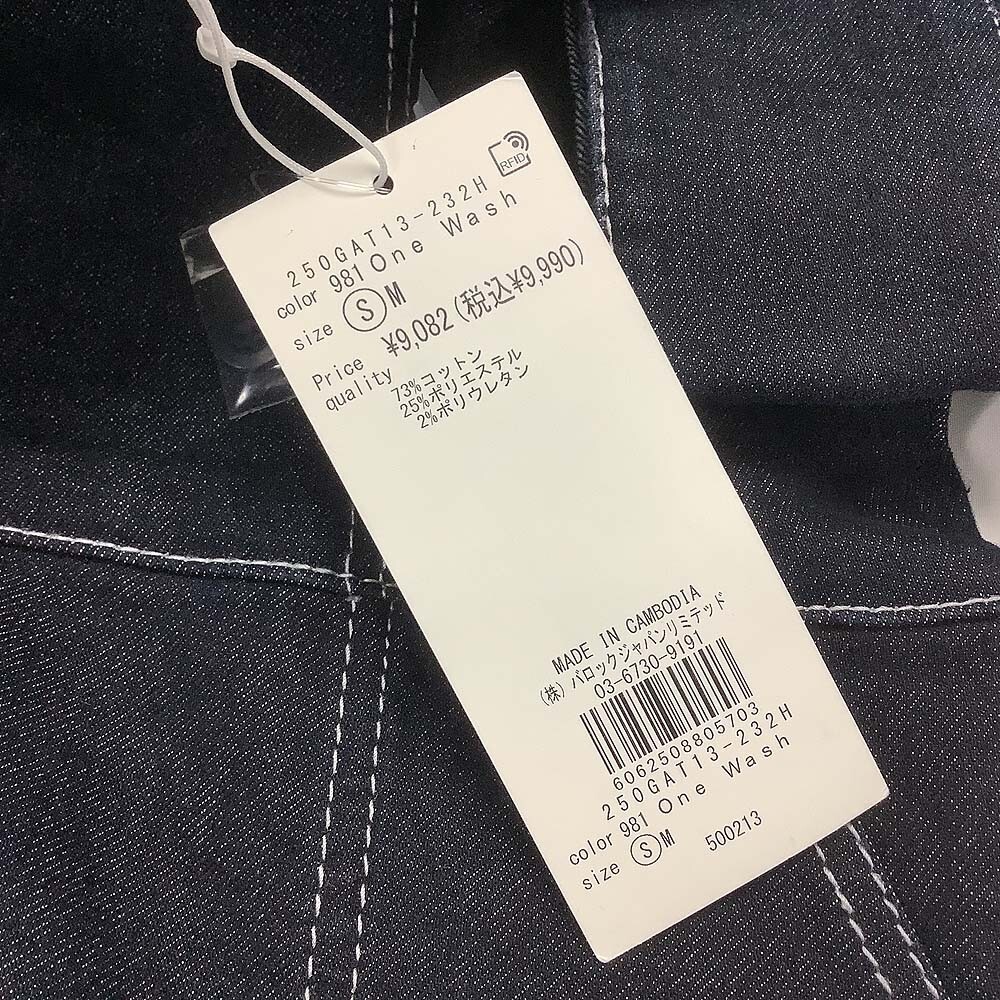 RFID
250GAT13-232H
color 981 One Wash
size S M
Price ¥9,082(税込¥9,990)
quality 73%コットン
25%ポリエステル
2%ポリウレタン
MADE IN CAMBODIA
(株)バロックジャパンリミテッド
03-6730-9191
6062508805703
250GAT13-232H
color 981 One Wash
size S M 500213